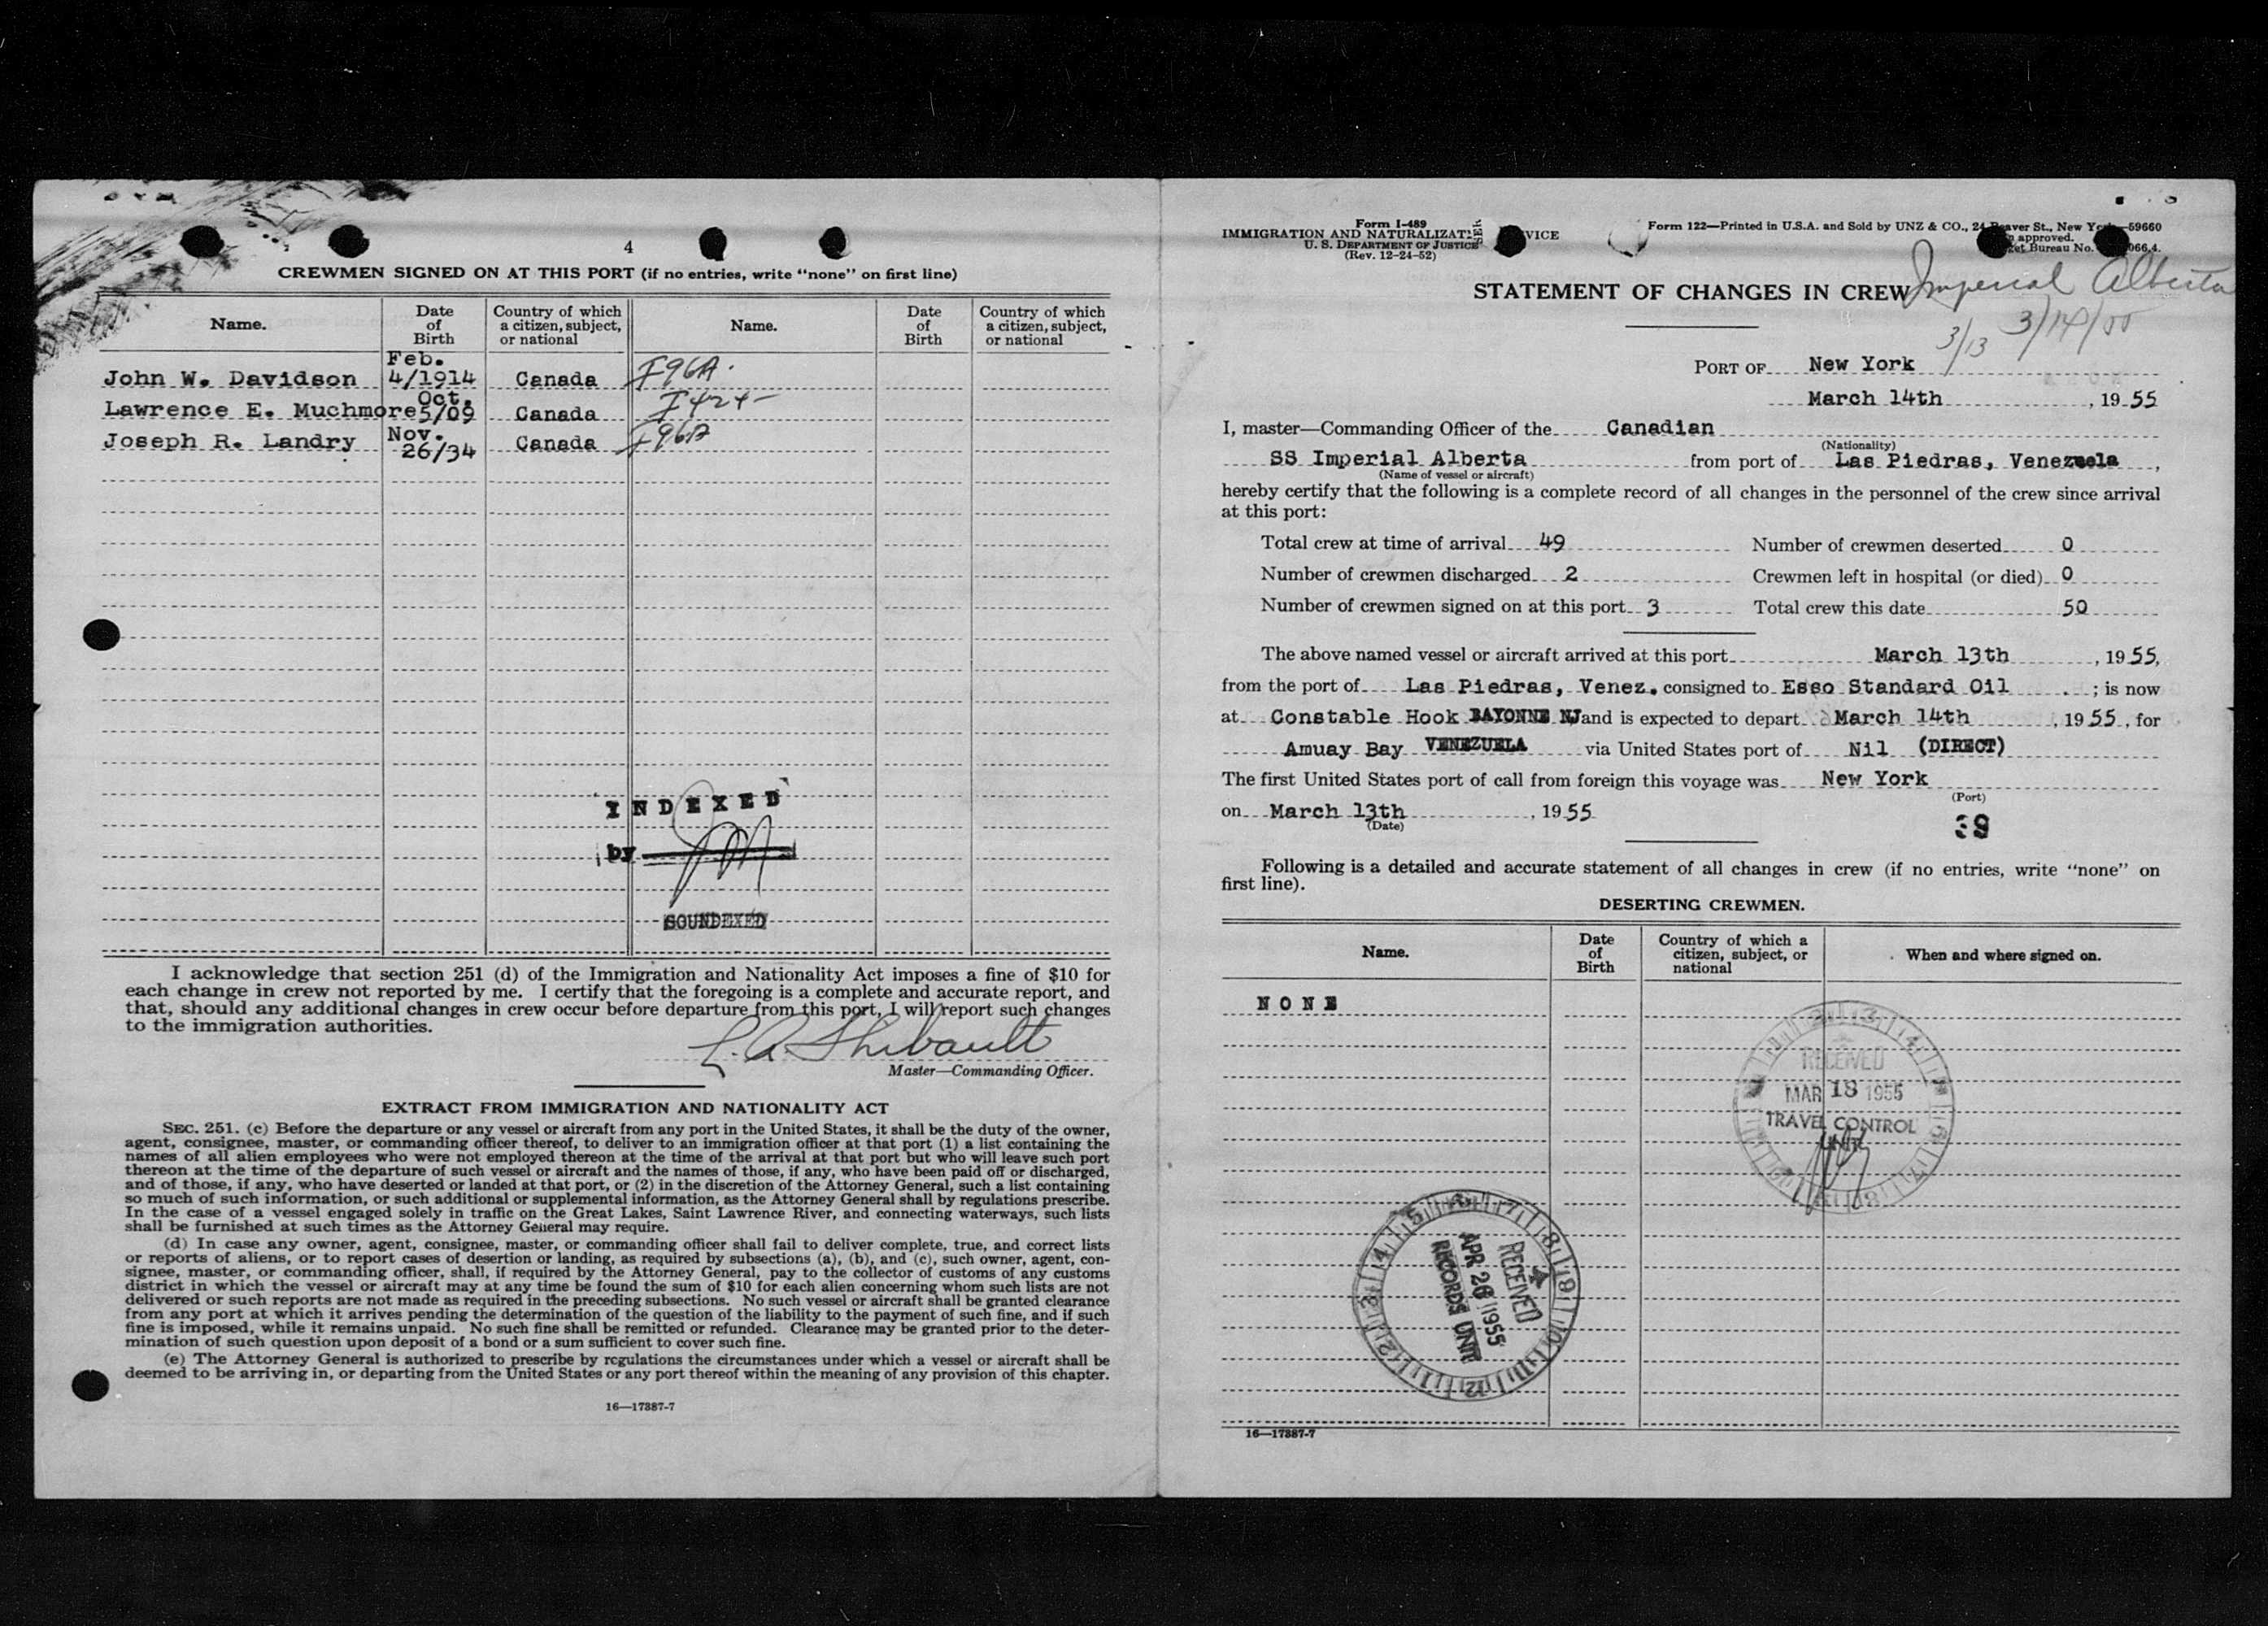 4
CREWMEN SIGNED ON AT THIS PORT (if no entries, write "none" on first line)
Name. Date of Birth Country of which a citizen, subject, or national Name. Date of Birth Country of which a citizen, subject, or national
John W. Davidson Feb. 4/1914 Canada I96A.
Lawrence E. Muchmore Oct. 5/09 Canada
Joseph R. Landry Nov. 26/34 Canada I96A
INDEXED
by JM
SOUNDEXED
I acknowledge that section 251 (d) of the Immigration and Nationality Act imposes a fine of $10 for
each change in crew not reported by me. I certify that the foregoing is a complete and accurate report, and
that, should any additional changes in crew occur before departure from this port, I will report such changes
to the immigration authorities.
L. A. Thibault
Master—Commanding Officer.
EXTRACT FROM IMMIGRATION AND NATIONALITY ACT
SEC. 251. (c) Before the departure or any vessel or aircraft from any port in the United States, it shall be the duty of the owner,
agent, consignee, master, or commanding officer thereof, to deliver to an immigration officer at that port (1) a list containing the
names of all alien employees who were not employed thereon at the time of the arrival at that port but who will leave such port
thereon at the time of the departure of such vessel or aircraft and the names of those, if any, who have been paid off or discharged,
and of those, if any, who have deserted or landed at that port, or (2) in the discretion of the Attorney General, such a list containing
so much of such information, or such additional or supplemental information, as the Attorney General shall by regulations prescribe.
In the case of a vessel engaged solely in traffic on the Great Lakes, Saint Lawrence River, and connecting waterways, such lists
shall be furnished at such times as the Attorney General may require.
(d) In case any owner, agent, consignee, master, or commanding officer shall fail to deliver complete, true, and correct lists
or reports of aliens, or to report cases of desertion or landing, as required by subsections (a), (b), and (c), such owner, agent, con-
signee, master, or commanding officer, shall, if required by the Attorney General, pay to the collector of customs of any customs
district in which the vessel or aircraft may at any time be found the sum of $10 for each alien concerning whom such lists are not
delivered or such reports are not made as required in the preceding subsections. No such vessel or aircraft shall be granted clearance
from any port at which it arrives pending the determination of the question of the liability to the payment of such fine, and if such
fine is imposed, while it remains unpaid. No such fine shall be remitted or refunded. Clearance may be granted prior to the deter-
mination of such question upon deposit of a bond or a sum sufficient to cover such fine.
(e) The Attorney General is authorized to prescribe by regulations the circumstances under which a vessel or aircraft shall be
deemed to be arriving in, or departing from the United States or any port thereof within the meaning of any provision of this chapter.
16—17387-7
Form I-489
IMMIGRATION AND NATURALIZAT VICE
U. S. DEPARTMENT OF JUSTICE
(Rev. 12-24-52)
Form 122—Printed in U.S.A. and Sold by UNZ & CO., 24 Beaver St., New York 59660
approved.
Bureau No. 066.4.
STATEMENT OF CHANGES IN CREW Imperial Alberta
3/13 3/14/55
PORT OF New York
March 14th, 1955
I, master—Commanding Officer of the Canadian
(Nationality)
SS Imperial Alberta from port of Las Piedras, Venezuela,
(Name of vessel or aircraft)
hereby certify that the following is a complete record of all changes in the personnel of the crew since arrival
at this port:
Total crew at time of arrival 49 Number of crewmen deserted 0
Number of crewmen discharged 2 Crewmen left in hospital (or died) 0
Number of crewmen signed on at this port 3 Total crew this date 50
The above named vessel or aircraft arrived at this port March 13th, 1955,
from the port of Las Piedras, Venez. consigned to Esso Standard Oil ; is now
at Constable Hook BAYONNE NJ and is expected to depart March 14th, 1955, for
Amuay Bay VENEZUELA via United States port of Nil (DIRECT)
The first United States port of call from foreign this voyage was New York
(Port)
on March 13th, 1955
(Date)
39
Following is a detailed and accurate statement of all changes in crew (if no entries, write "none" on
first line).
DESERTING CREWMEN.
Name. Date of Birth Country of which a citizen, subject, or national When and where signed on.
NONE
RECEIVED
MAR 18 1955
TRAVEL CONTROL
UNIT
RECEIVED
APR 26 1955
RECORDS UNIT
16—17387-7